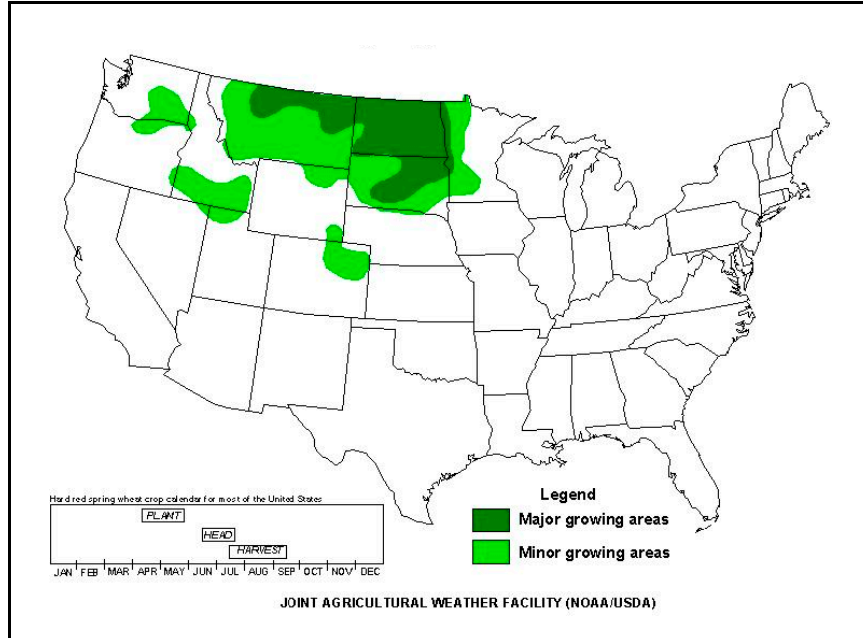 Hard red spring wheat crop calendar for most of the United States
PLANT
HEAD
HARVEST
JAN FEB MAR APR MAY JUN JUL AUG SEP OCT NOV DEC
Legend
Major growing areas
Minor growing areas
JOINT AGRICULTURAL WEATHER FACILITY (NOAA/USDA)